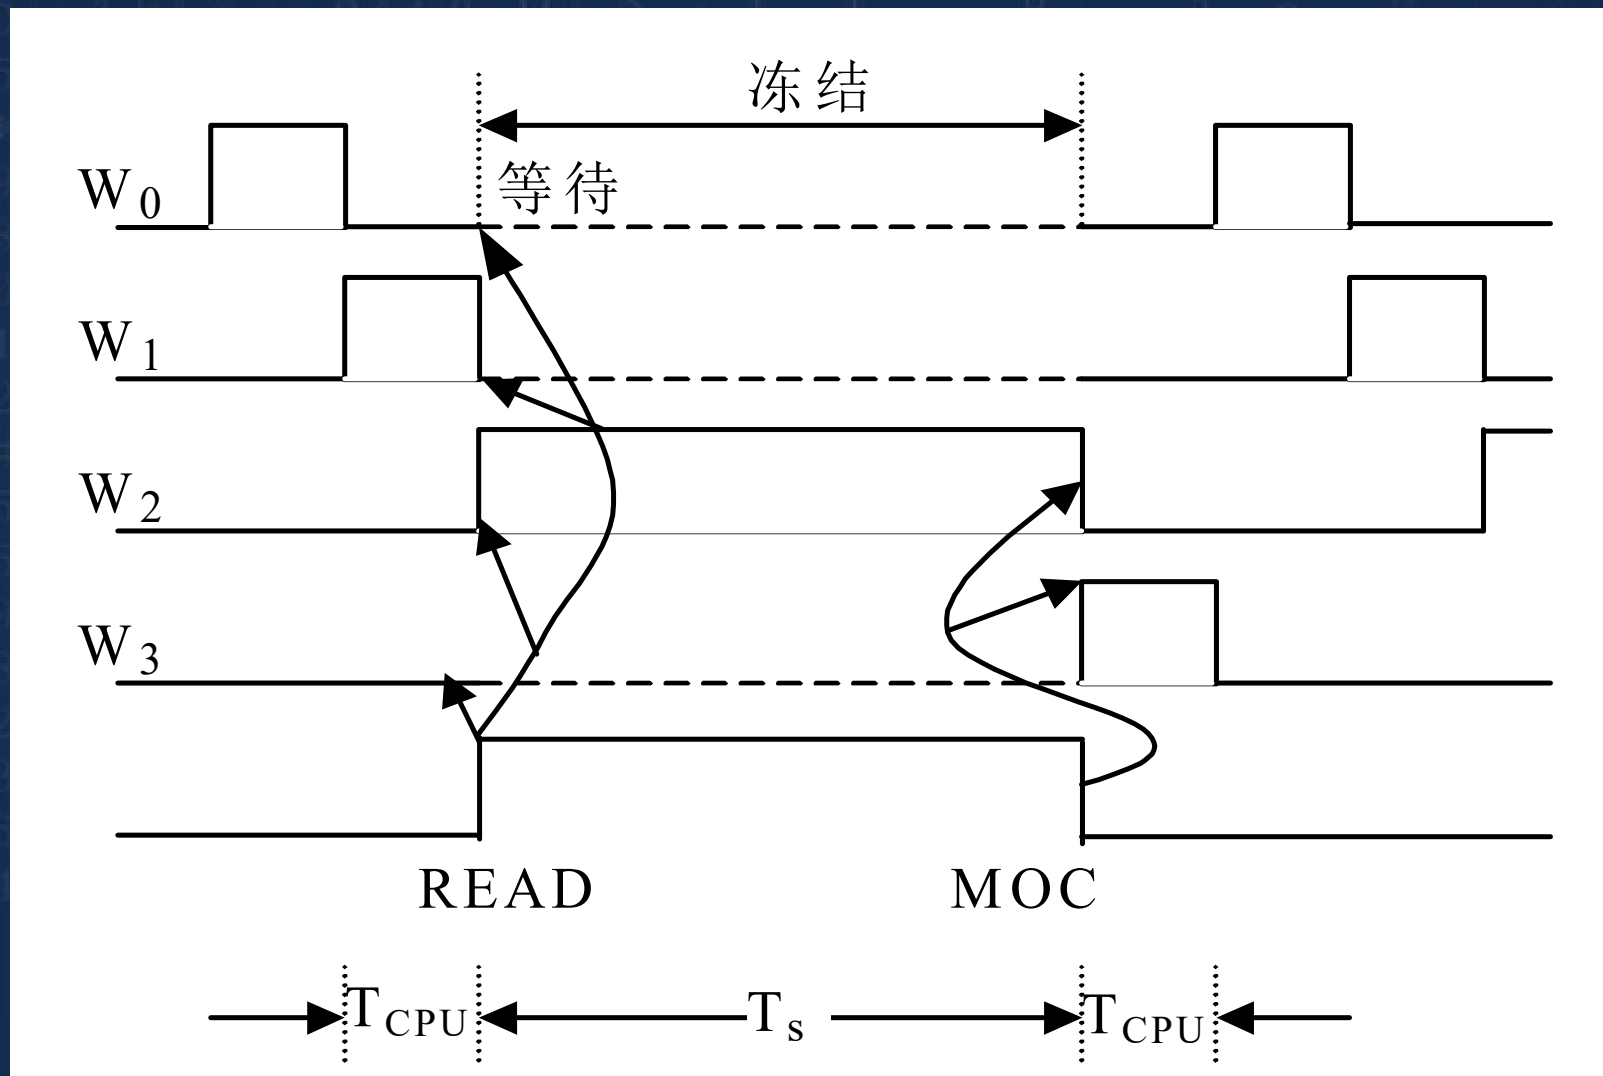 冻结
等待
W0
W1
W2
W3
READ MOC
TCPU Ts TCPU